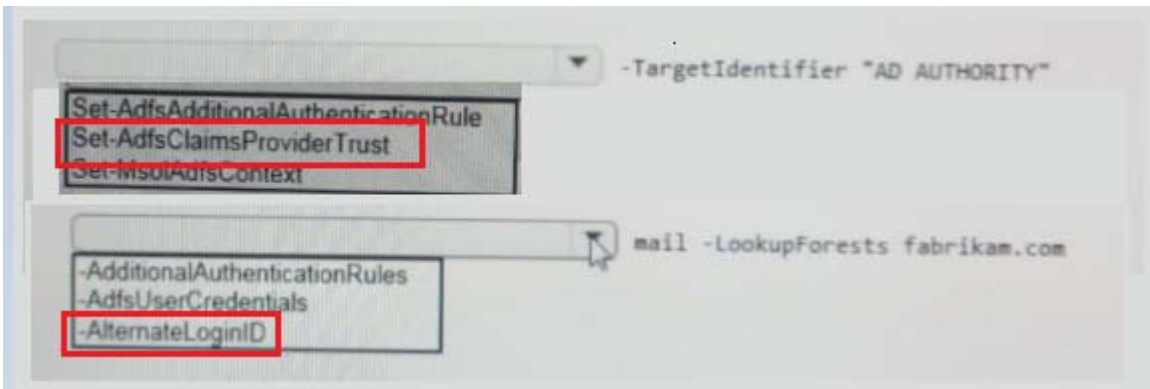 -TargetIdentifier "AD AUTHORITY"
Set-AdfsAdditionalAuthenticationRule
Set-AdfsClaimsProviderTrust
Set-MsolAdfsContext
mail -LookupForests fabrikam.com
-AdditionalAuthenticationRules
-AdfsUserCredentials
-AlternateLoginID